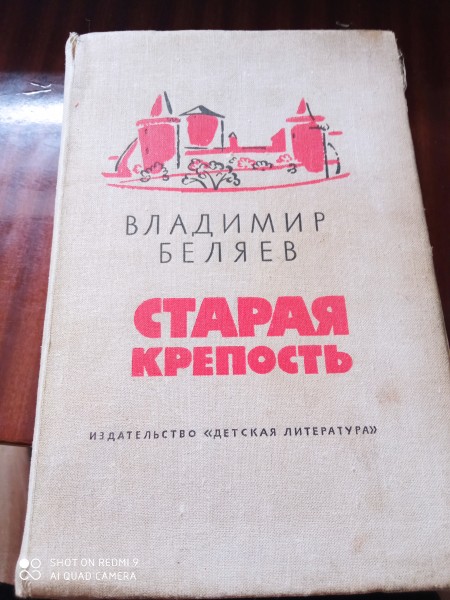 ВЛАДИМИР
БЕЛЯЕВ
СТАРАЯ
КРЕПОСТЬ
ИЗДАТЕЛЬСТВО «ДЕТСКАЯ ЛИТЕРАТУРА»
SHOT ON REDMI 9
AI QUAD CAMERA